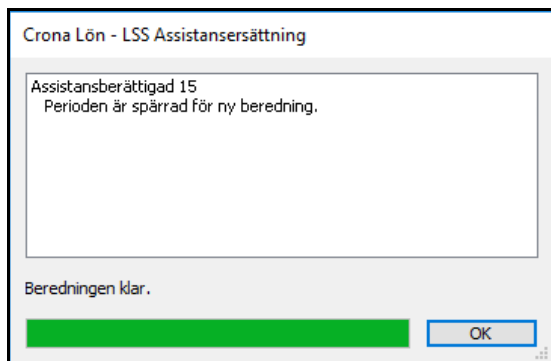 Crona Lön - LSS Assistansersättning
Assistansberättigad 15
Perioden är spärrad för ny beredning.
Beredningen klar.
OK